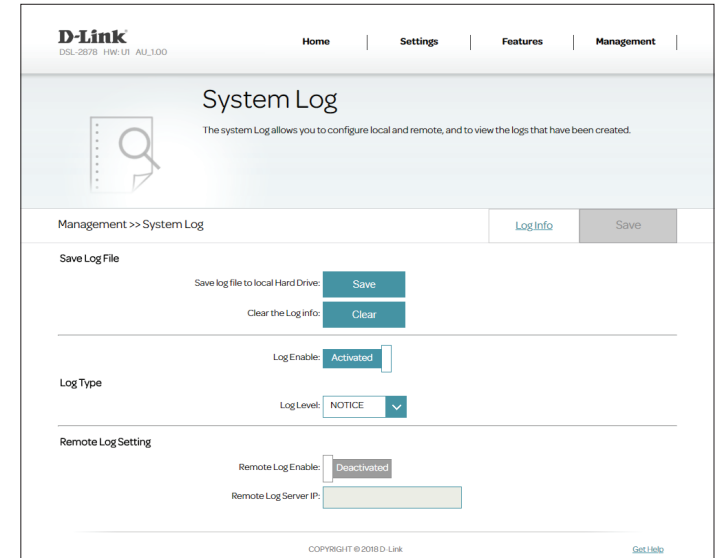 D-Link
DSL-2878 HW: U1 AU_1.00
Home
Settings
Features
Management
System Log
The system Log allows you to configure local and remote, and to view the logs that have been created.
Management >> System Log
Log Info
Save
Save Log File
Save log file to local Hard Drive: Save
Clear the Log info: Clear
Log Enable: Activated
Log Type
Log Level: NOTICE
Remote Log Setting
Remote Log Enable: Deactivated
Remote Log Server IP:
COPYRIGHT © 2018 D-Link
Get Help